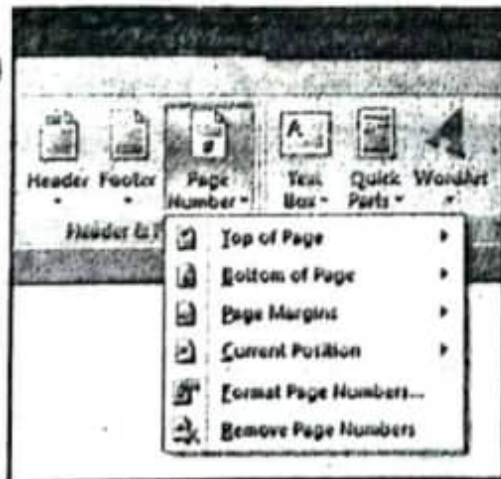 Header Footer Page Number Text Box Quick Parts WordArt
Header & F
Top of Page
Bottom of Page
Page Margins
Current Position
Format Page Numbers...
Remove Page Numbers